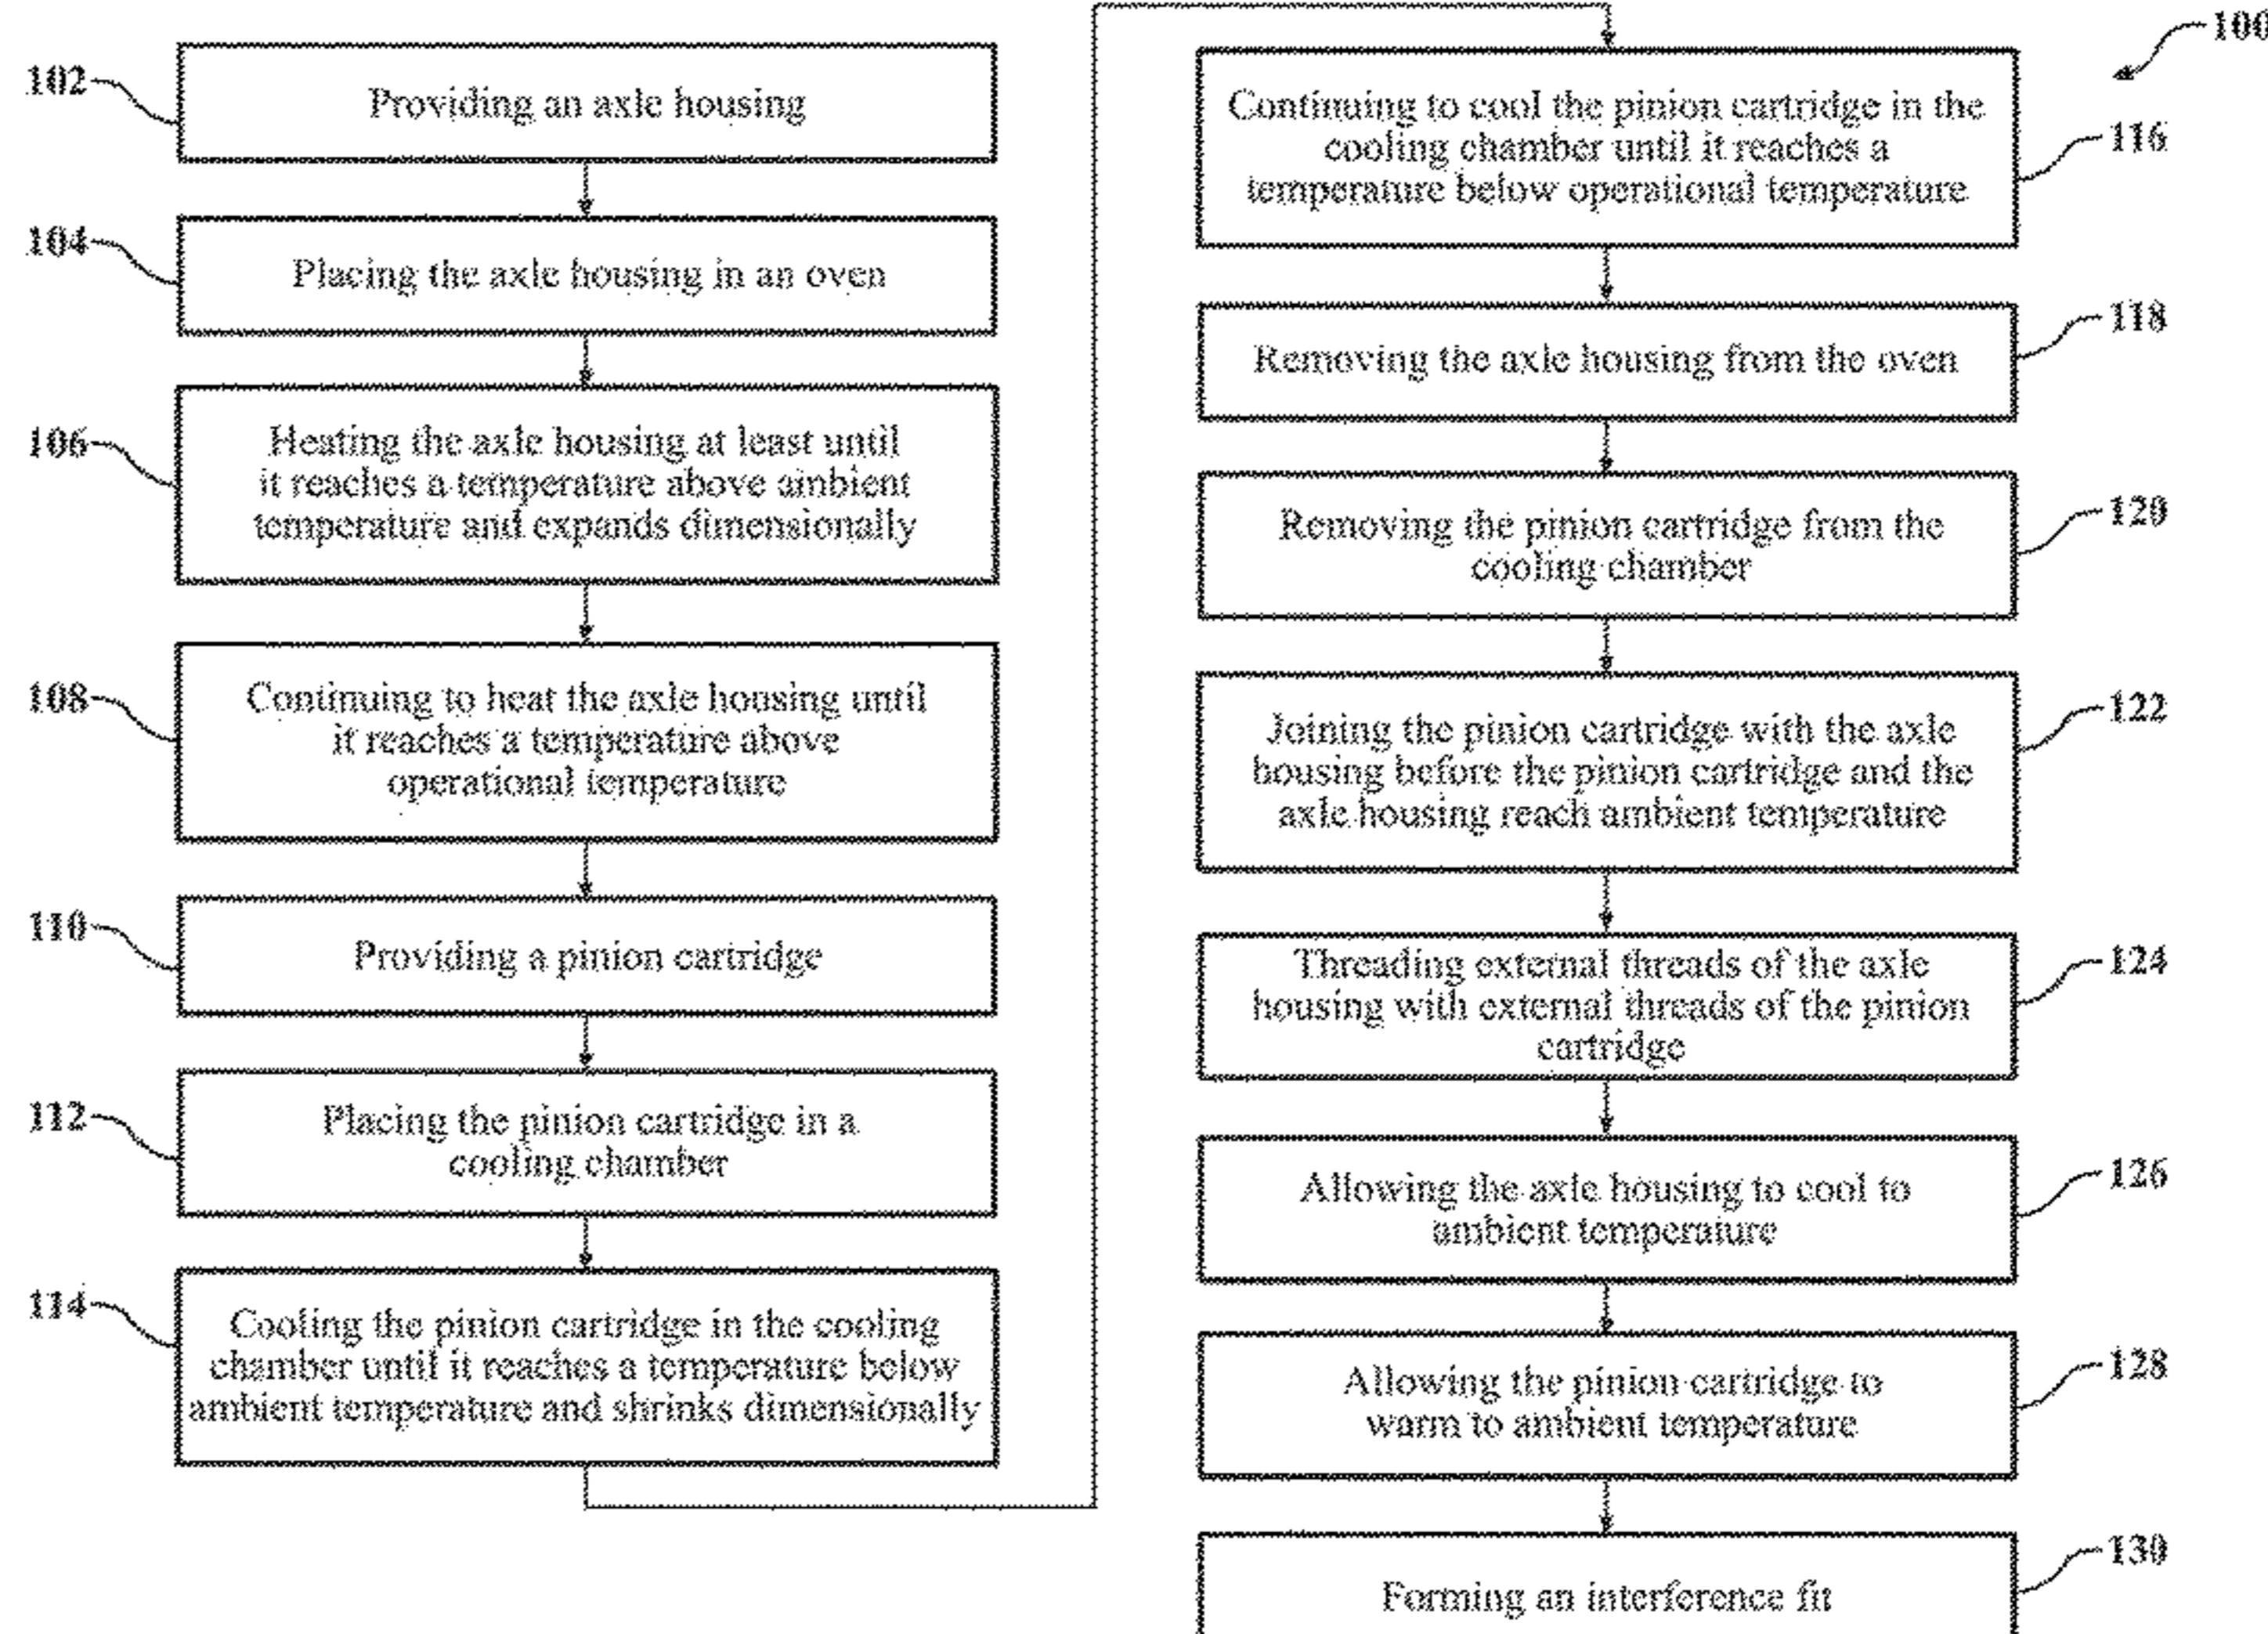 100
102
Providing an axle housing
104
Placing the axle housing in an oven
106
Heating the axle housing at least until
it reaches a temperature above ambient
temperature and expands dimensionally
108
Continuing to heat the axle housing until
it reaches a temperature above
operational temperature
110
Providing a pinion cartridge
112
Placing the pinion cartridge in a
cooling chamber
114
Cooling the pinion cartridge in the cooling
chamber until it reaches a temperature below
ambient temperature and shrinks dimensionally
Continuing to cool the pinion cartridge in the
cooling chamber until it reaches a
temperature below operational temperature
116
Removing the axle housing from the oven
118
Removing the pinion cartridge from the
cooling chamber
120
Joining the pinion cartridge with the axle
housing before the pinion cartridge and the
axle housing reach ambient temperature
122
Threading external threads of the axle
housing with external threads of the pinion
cartridge
124
Allowing the axle housing to cool to
ambient temperature
126
Allowing the pinion cartridge to
warm to ambient temperature
128
Forming an interference fit
130